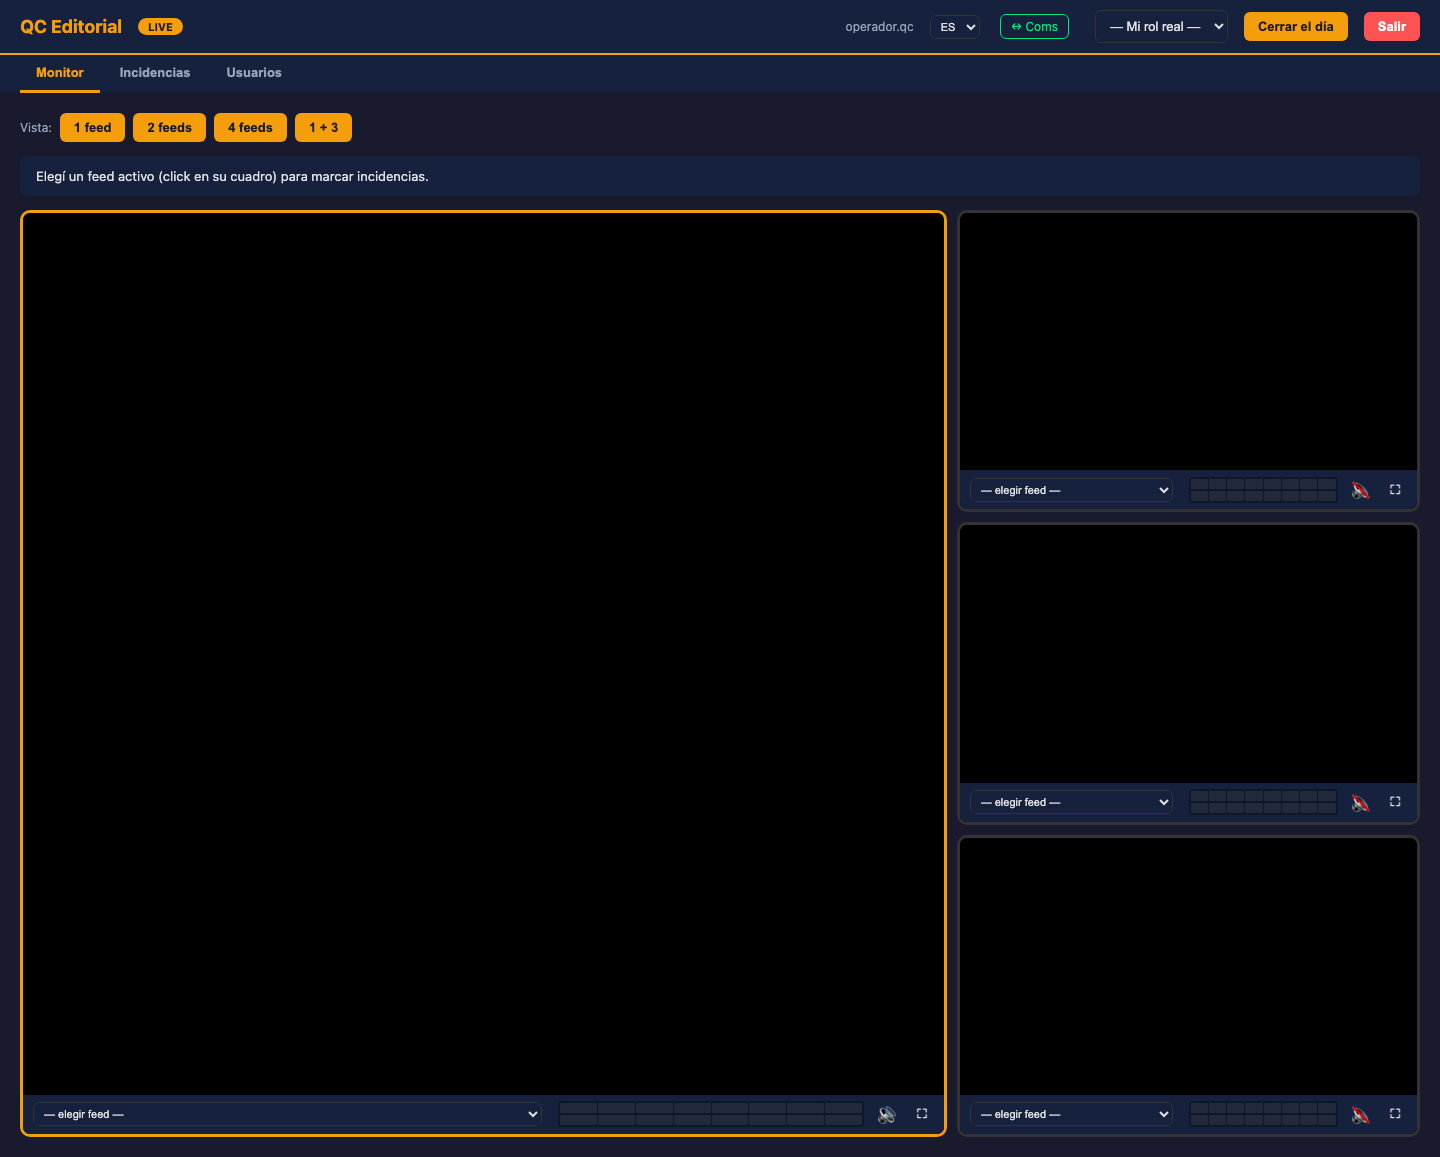 QC Editorial LIVE operador.qc ES ↔ Coms — Mi rol real — Cerrar el día Salir
Monitor Incidencias Usuarios
Vista: 1 feed 2 feeds 4 feeds 1 + 3
Elegí un feed activo (click en su cuadro) para marcar incidencias.
— elegir feed —
— elegir feed —
— elegir feed —
— elegir feed —